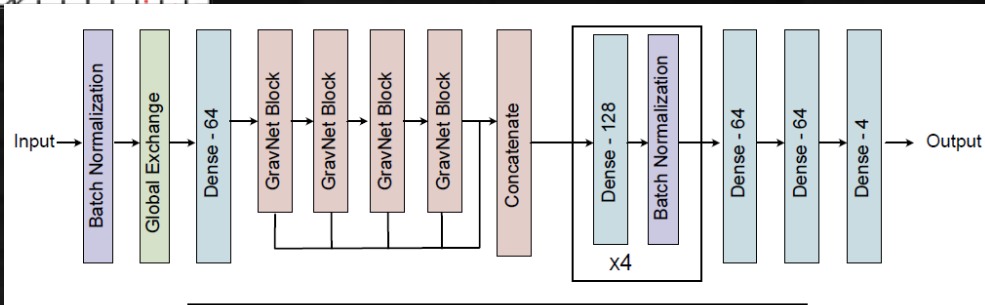 Input
Batch Normalization
Global Exchange
Dense - 64
GravNet Block
GravNet Block
GravNet Block
GravNet Block
Concatenate
Dense - 128
Batch Normalization
x4
Dense - 64
Dense - 64
Dense - 4
Output